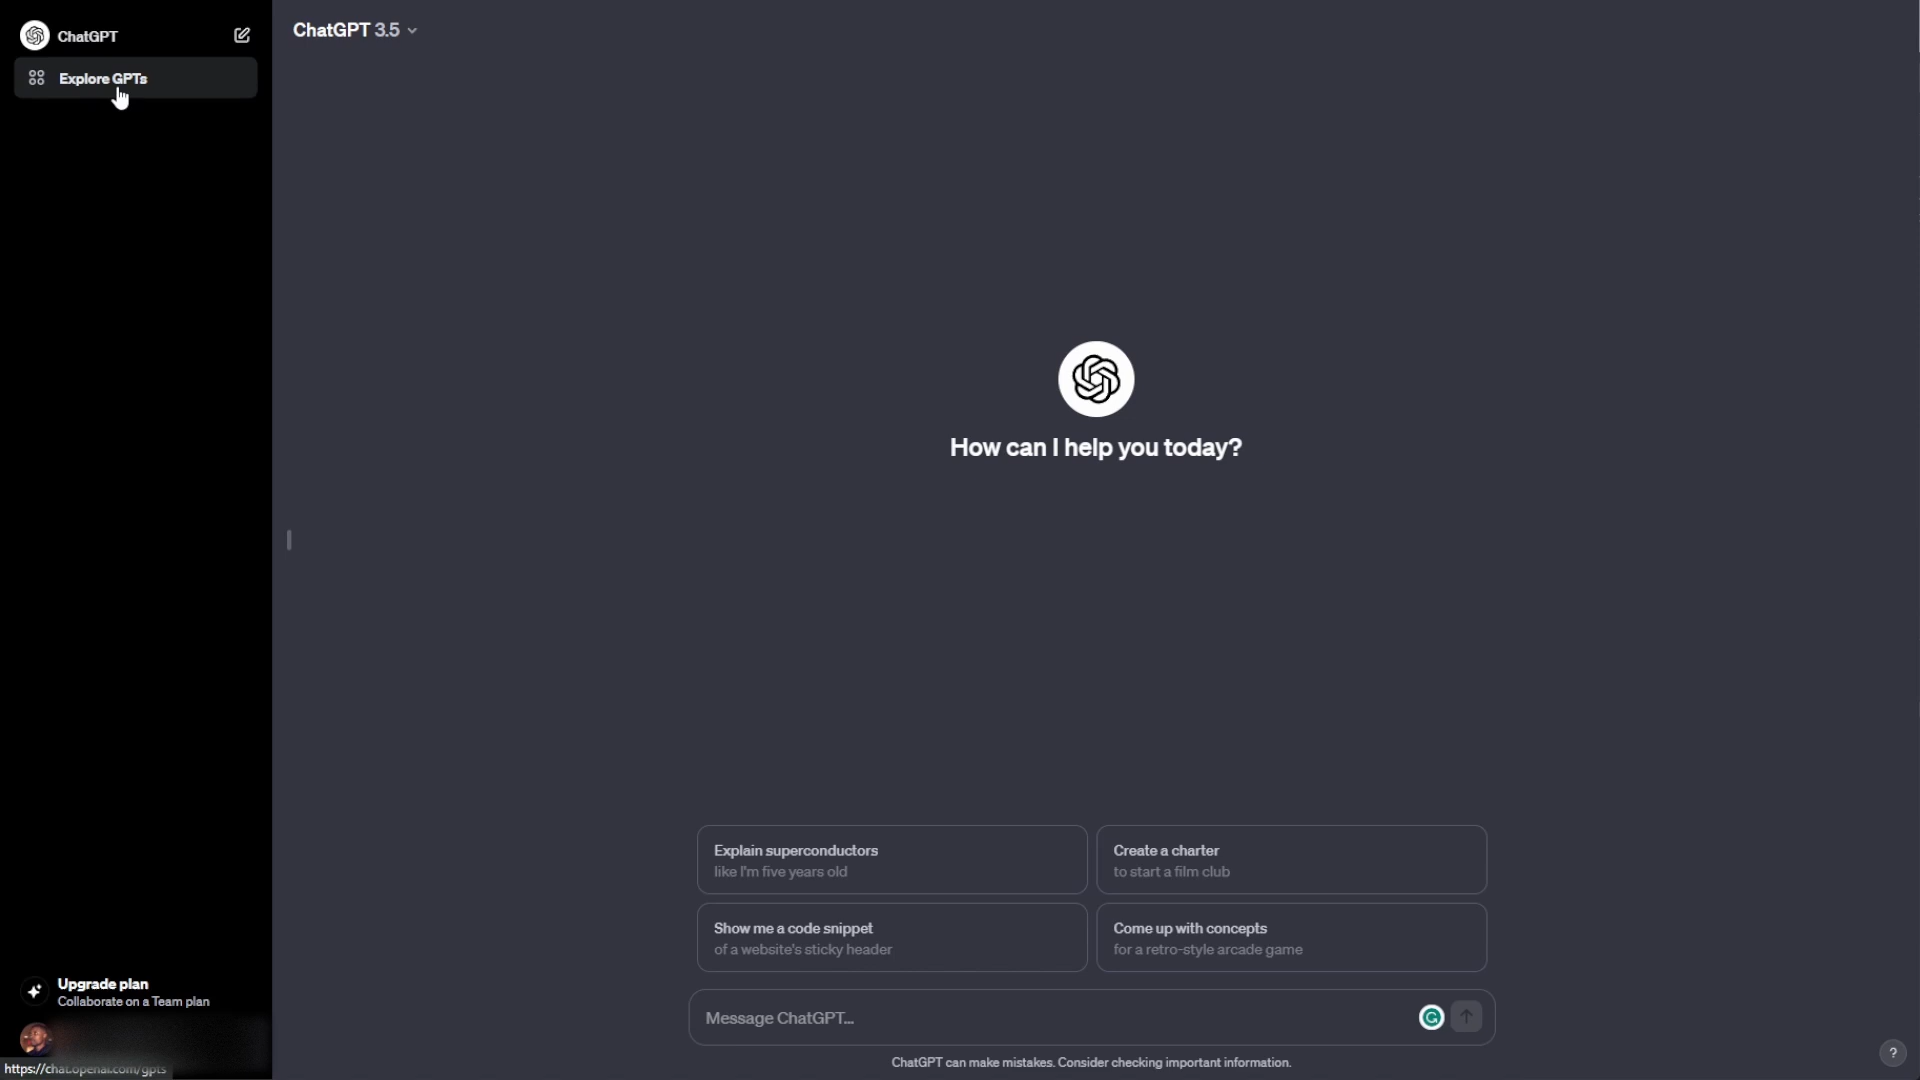 ChatGPT
Explore GPTs
ChatGPT 3.5
How can I help you today?
Explain superconductors
like I'm five years old
Create a charter
to start a film club
Show me a code snippet
of a website's sticky header
Come up with concepts
for a retro-style arcade game
Upgrade plan
Collaborate on a Team plan
Message ChatGPT...
ChatGPT can make mistakes. Consider checking important information.
?
https://chat.openai.com/gpts